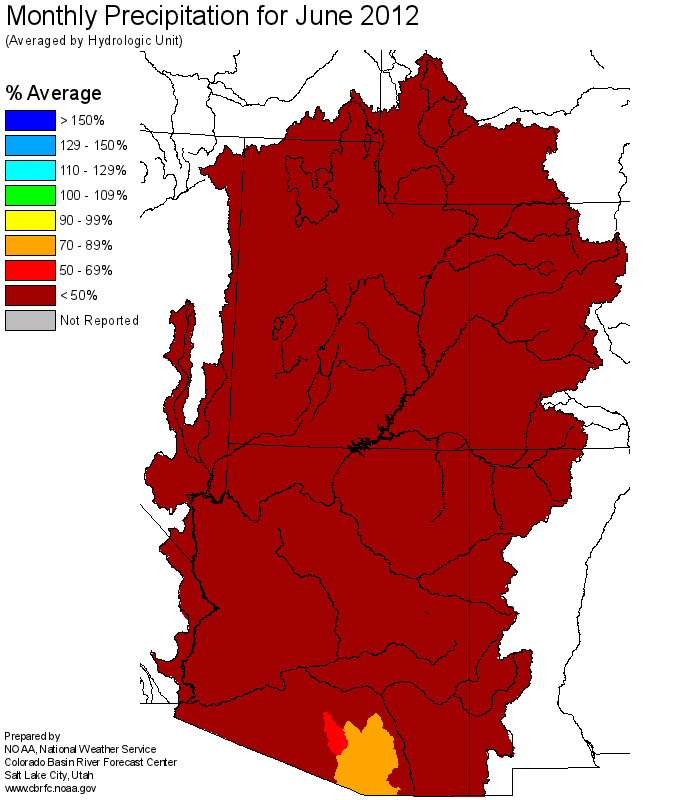 Monthly Precipitation for June 2012
(Averaged by Hydrologic Unit)
% Average
> 150%
129 - 150%
110 - 129%
100 - 109%
90 - 99%
70 - 89%
50 - 69%
< 50%
Not Reported
Prepared by
NOAA, National Weather Service
Colorado Basin River Forecast Center
Salt Lake City, Utah
www.cbrfc.noaa.gov